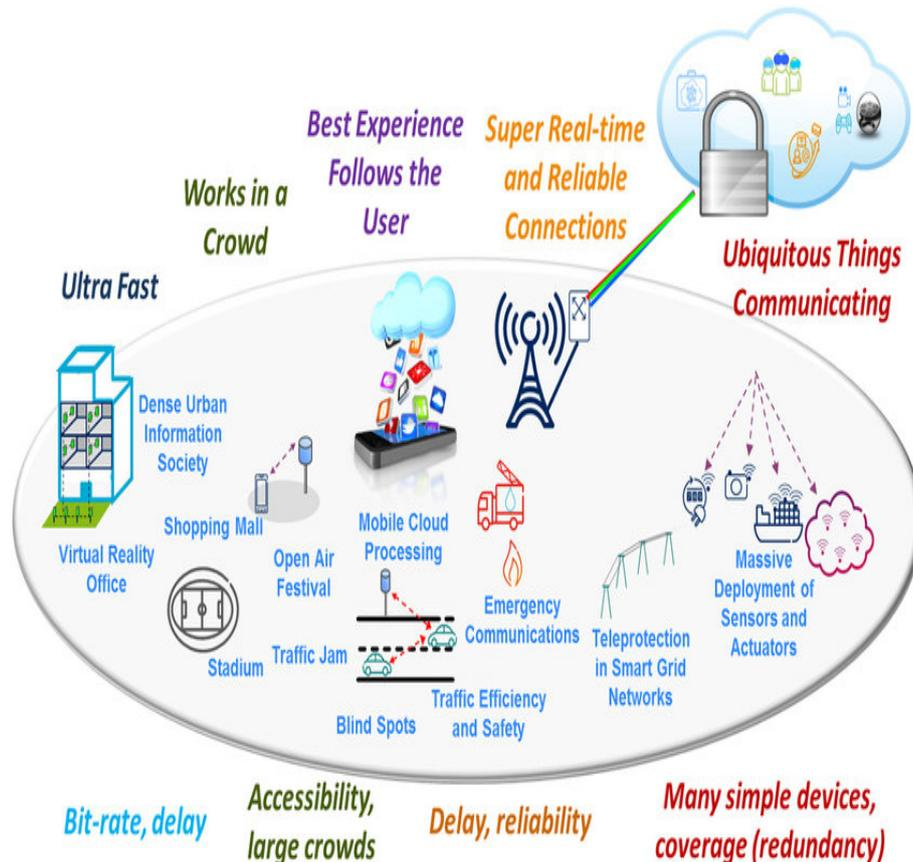 Best Experience
Follows the
User
Super Real-time
and Reliable
Connections
Works in a
Crowd
Ubiquitous Things
Communicating
Ultra Fast
Dense Urban
Information
Society
Shopping Mall
Virtual Reality
Office
Open Air
Festival
Mobile Cloud
Processing
Emergency
Communications
Massive
Deployment of
Sensors and
Actuators
Teleprotection
in Smart Grid
Networks
Stadium
Traffic Jam
Blind Spots
Traffic Efficiency
and Safety
Bit-rate, delay
Accessibility,
large crowds
Delay, reliability
Many simple devices,
coverage (redundancy)